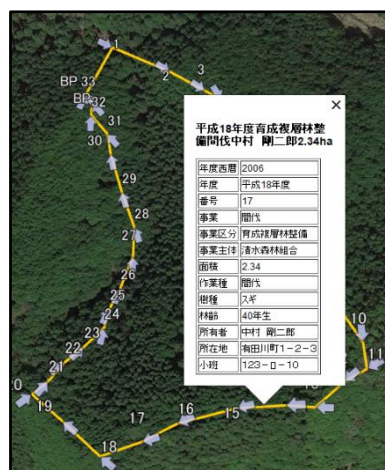 1
2
3
BP 33
BP 32
31
30
29
28
27
26
25
24
23
22
21
20
19
18
17
16
15
10
11
×
平成18年度育成複層林整
備間伐中村 剛二郎2.34ha
年度西暦 2006
年度 平成18年度
番号 17
事業 間伐
事業区分 育成複層林整備
事業主体 清水森林組合
面積 2.34
作業種 間伐
樹種 スギ
林齢 40年生
所有者 中村 剛二郎
所在地 有田川町1-2-3
小班 123-ロ-10